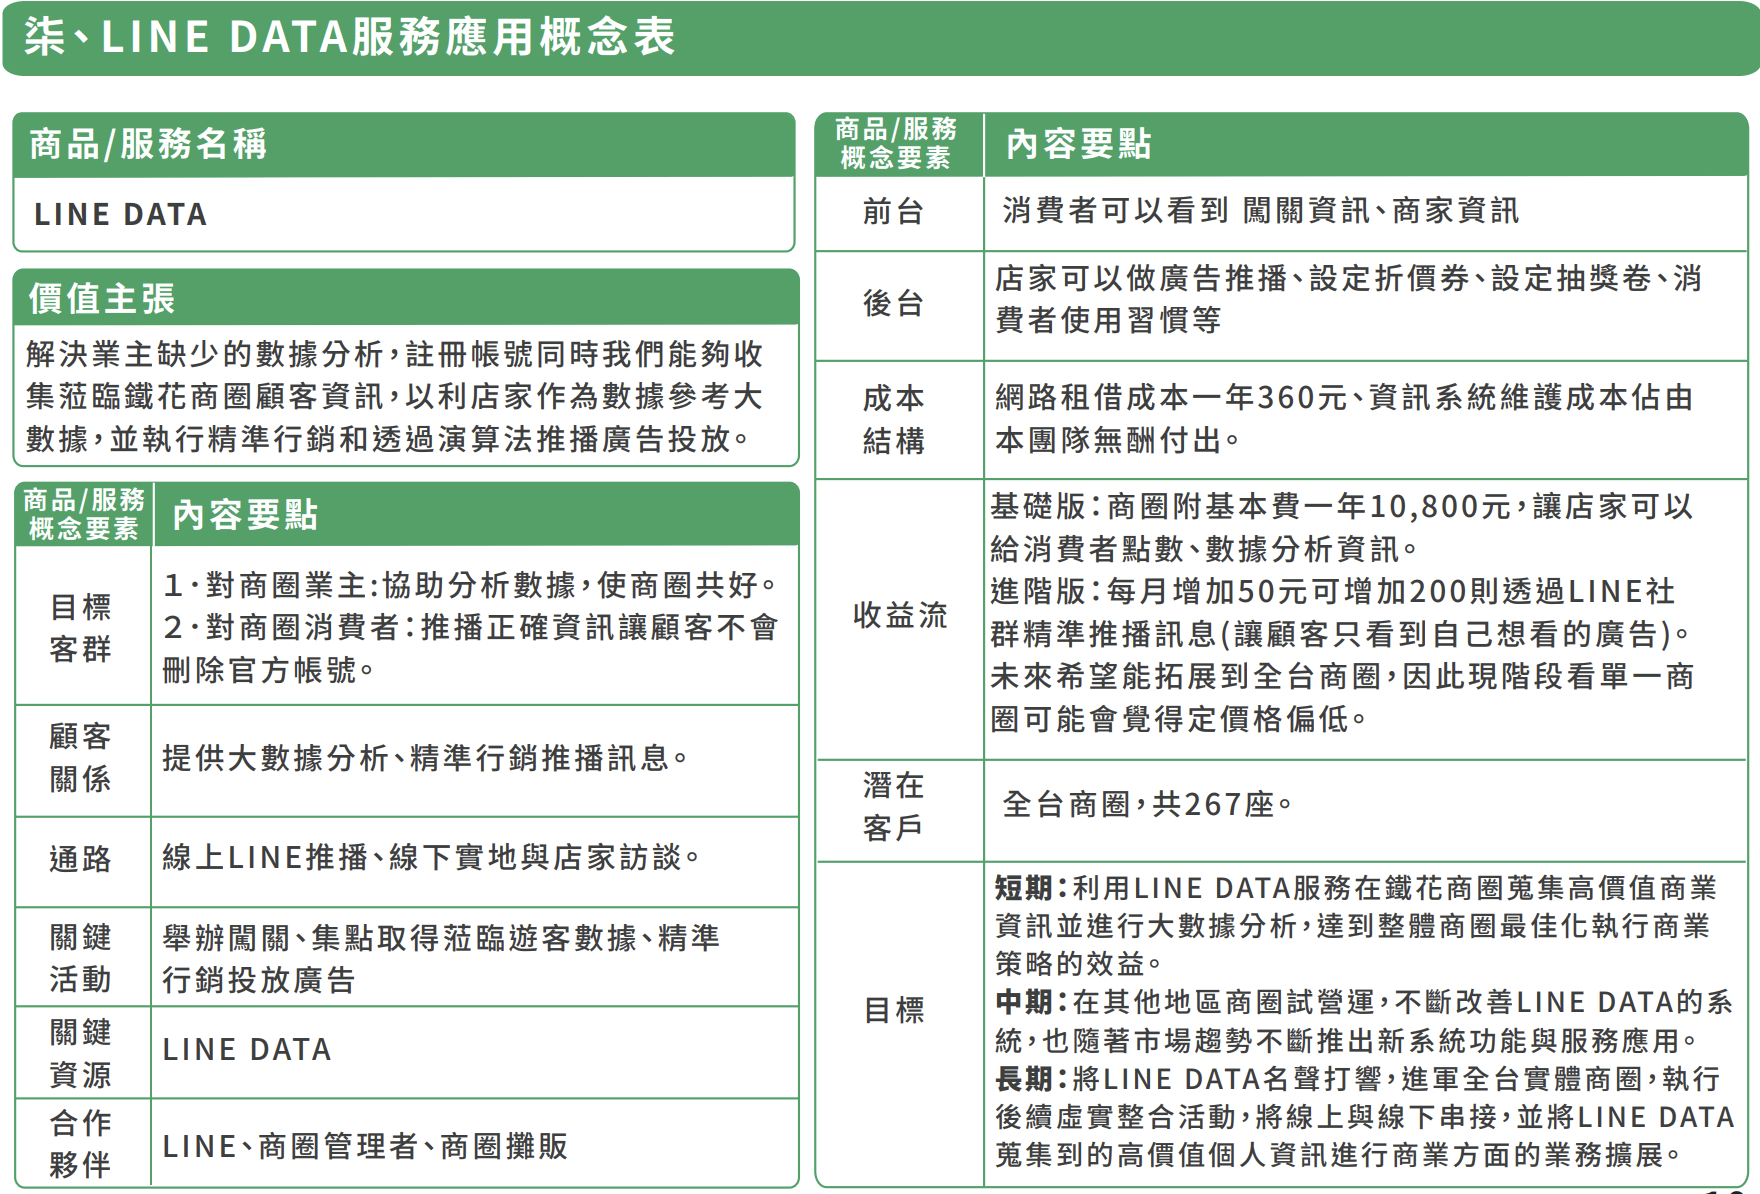 柒、LINE DATA服務應用概念表
商品/服務名稱
LINE DATA
價值主張
解決業主缺少的數據分析，註冊帳號同時我們能夠收
集蒞臨鐵花商圈顧客資訊，以利店家作為數據參考大
數據，並執行精準行銷和透過演算法推播廣告投放。
商品/服務
概念要素
內容要點
目標
客群
１·對商圈業主：協助分析數據，使商圈共好。
２·對商圈消費者：推播正確資訊讓顧客不會
刪除官方帳號。
顧客
關係
提供大數據分析、精準行銷推播訊息。
通路
線上LINE推播、線下實地與店家訪談。
關鍵
活動
舉辦闖關、集點取得蒞臨遊客數據、精準
行銷投放廣告
關鍵
資源
LINE DATA
合作
夥伴
LINE、商圈管理者、商圈攤販
商品/服務
概念要素
內容要點
前台
消費者可以看到 闖關資訊、商家資訊
後台
店家可以做廣告推播、設定折價券、設定抽獎卷、消
費者使用習慣等
成本
結構
網路租借成本一年360元、資訊系統維護成本佔由
本團隊無酬付出。
收益流
基礎版：商圈附基本費一年10,800元，讓店家可以
給消費者點數、數據分析資訊。
進階版：每月增加50元可增加200則透過LINE社
群精準推播訊息(讓顧客只看到自己想看的廣告)。
未來希望能拓展到全台商圈，因此現階段看單一商
圈可能會覺得定價格偏低。
潛在
客戶
全台商圈，共267座。
目標
短期：利用LINE DATA服務在鐵花商圈蒐集高價值商業
資訊並進行大數據分析，達到整體商圈最佳化執行商業
策略的效益。
中期：在其他地區商圈試營運，不斷改善LINE DATA的系
統，也隨著市場趨勢不斷推出新系統功能與服務應用。
長期：將LINE DATA名聲打響，進軍全台實體商圈，執行
後續虛實整合活動，將線上與線下串接，並將LINE DATA
蒐集到的高價值個人資訊進行商業方面的業務擴展。